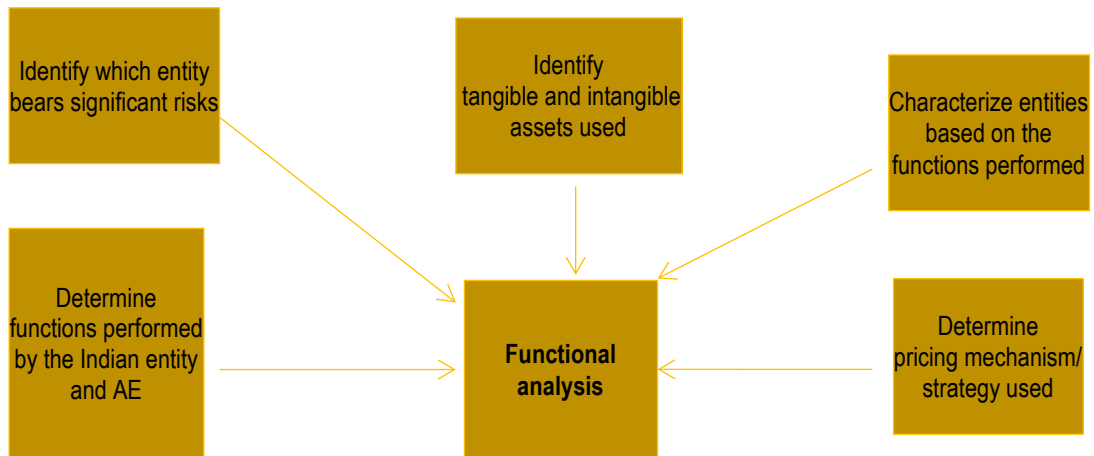 Identify which entity
bears significant risks
Identify
tangible and intangible
assets used
Characterize entities
based on the
functions performed
Determine
functions performed
by the Indian entity
and AE
Functional
analysis
Determine
pricing mechanism/
strategy used